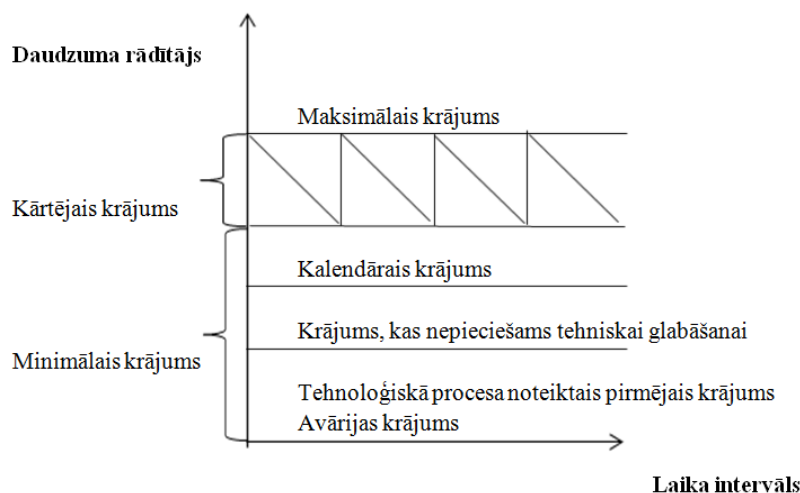 Daudzuma rādītājs
Maksimālais krājums
Kārtējais krājums
Kalendārais krājums
Krājums, kas nepieciešams tehniskai glabāšanai
Minimālais krājums
Tehnoloģiskā procesa noteiktais pirmējais krājums
Avārijas krājums
Laika intervāls